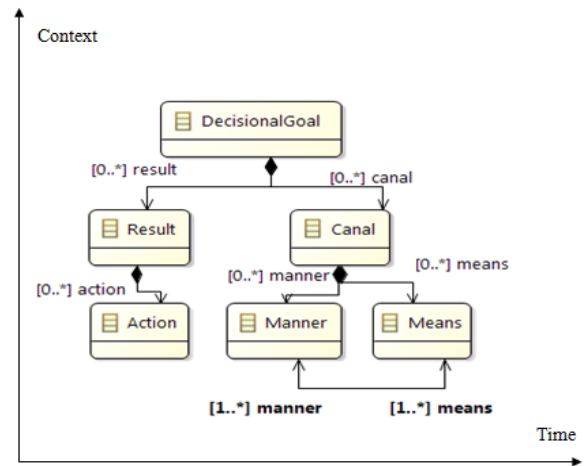 Context
DecisionalGoal
[0..*] result
[0..*] canal
Result
Canal
[0..*] action
[0..*] manner
[0..*] means
Action
Manner
Means
[1..*] manner
[1..*] means
Time